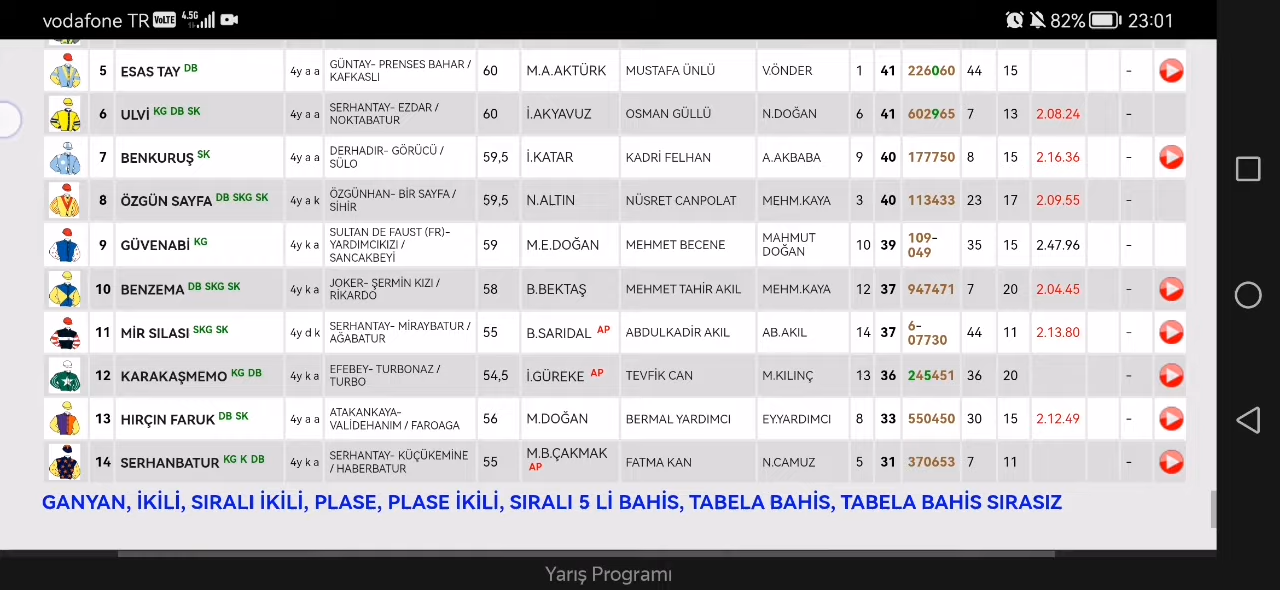 vodafone TR VoLTE 4.5G 82% 23:01
5 ESAS TAY DB 4y a a GÜNTAY- PRENSES BAHAR / KAFKASLI 60 M.A.AKTÜRK MUSTAFA ÜNLÜ V.ÖNDER 1 41 226060 44 15 -
6 ULVİ KG DB SK 4y a a SERHANTAY- EZDAR / NOKTABATUR 60 İ.AKYAVUZ OSMAN GÜLLÜ N.DOĞAN 6 41 602965 7 13 2.08.24 -
7 BENKURUŞ SK 4y a a DERHADIR- GÖRÜCÜ / SÜLO 59,5 İ.KATAR KADRİ FELHAN A.AKBABA 9 40 177750 8 15 2.16.36 -
8 ÖZGÜN SAYFA DB SKG SK 4y a k ÖZGÜNHAN- BİR SAYFA / SİHİR 59,5 N.ALTIN NÜSRET CANPOLAT MEHM.KAYA 3 40 113433 23 17 2.09.55 -
9 GÜVENABİ KG 4y k a SULTAN DE FAUST (FR)- YARDIMCIKIZI / SANCAKBEYİ 59 M.E.DOĞAN MEHMET BECENE MAHMUT DOĞAN 10 39 109-049 35 15 2.47.96 -
10 BENZEMA DB SKG SK 4y k a JOKER- ŞERMİN KIZI / RİKARDO 58 B.BEKTAŞ MEHMET TAHİR AKIL MEHM.KAYA 12 37 947471 7 20 2.04.45 -
11 MİR SILASI SKG SK 4y d k SERHANTAY- MİRAYBATUR / AĞABATUR 55 B.SARIDAL AP ABDULKADİR AKIL AB.AKIL 14 37 6-07730 44 11 2.13.80 -
12 KARAKAŞMEMO KG DB 4y k a EFEBEY- TURBONAZ / TURBO 54,5 İ.GÜREKE AP TEVFİK CAN M.KILINÇ 13 36 245451 36 20 -
13 HIRÇIN FARUK DB SK 4y a a ATAKANKAYA- VALİDEHANIM / FAROAGA 56 M.DOĞAN BERMAL YARDIMCI EY.YARDIMCI 8 33 550450 30 15 2.12.49 -
14 SERHANBATUR KG K DB 4y k a SERHANTAY- KÜÇÜKEMİNE / HABERBATUR 55 M.B.ÇAKMAK AP FATMA KAN N.CAMUZ 5 31 370653 7 11 -
GANYAN, İKİLİ, SIRALI İKİLİ, PLASE, PLASE İKİLİ, SIRALI 5 Lİ BAHİS, TABELA BAHİS, TABELA BAHİS SIRASIZ
Yarış Programı